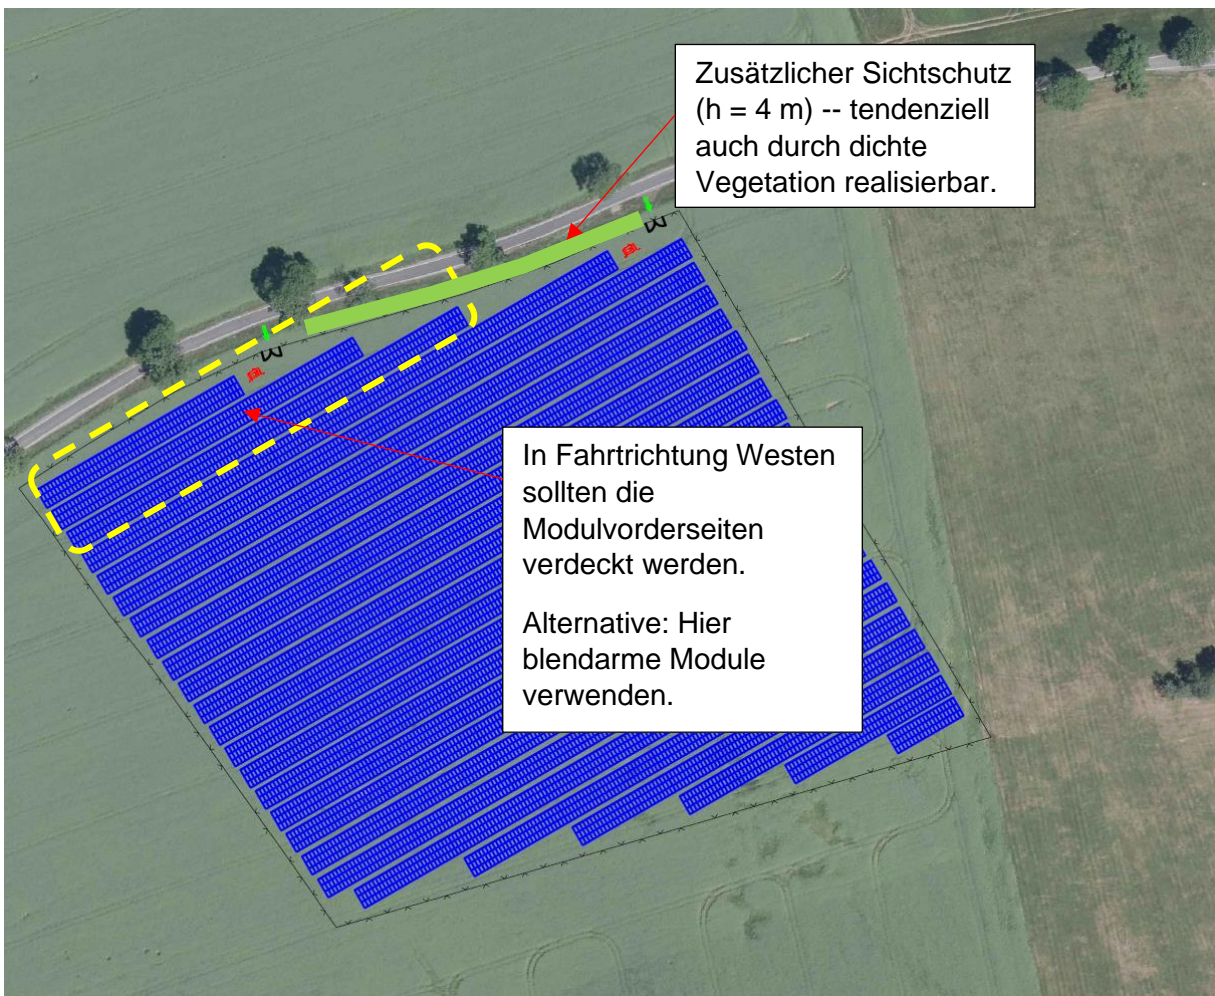 Zusätzlicher Sichtschutz
(h = 4 m) -- tendenziell
auch durch dichte
Vegetation realisierbar.
In Fahrtrichtung Westen
sollten die
Modulvorderseiten
verdeckt werden.
Alternative: Hier
blendarme Module
verwenden.